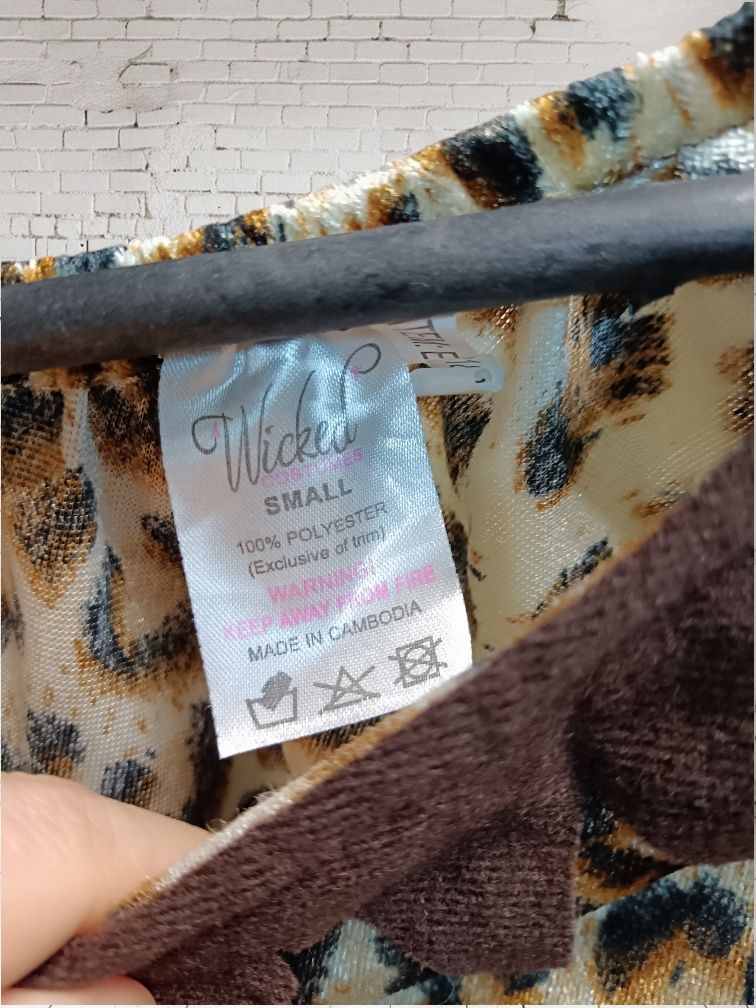 Wicked
COSTUMES
SMALL
100% POLYESTER
(Exclusive of trim)
WARNING!
KEEP AWAY FROM FIRE
MADE IN CAMBODIA